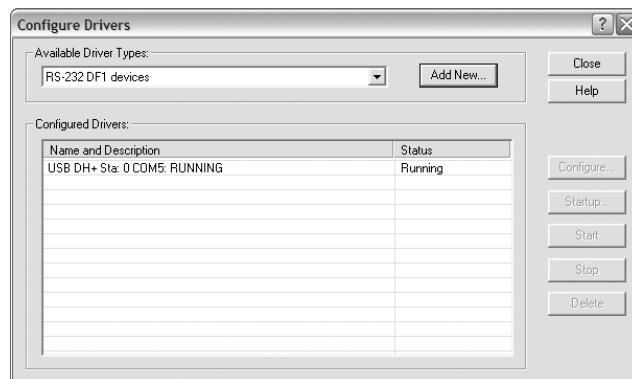 Configure Drivers
Available Driver Types:
RS-232 DF1 devices
Add New...
Close
Help
Configured Drivers:
Name and Description Status
USB DH+ Sta: 0 COM5: RUNNING Running
Configure...
Startup...
Start
Stop
Delete